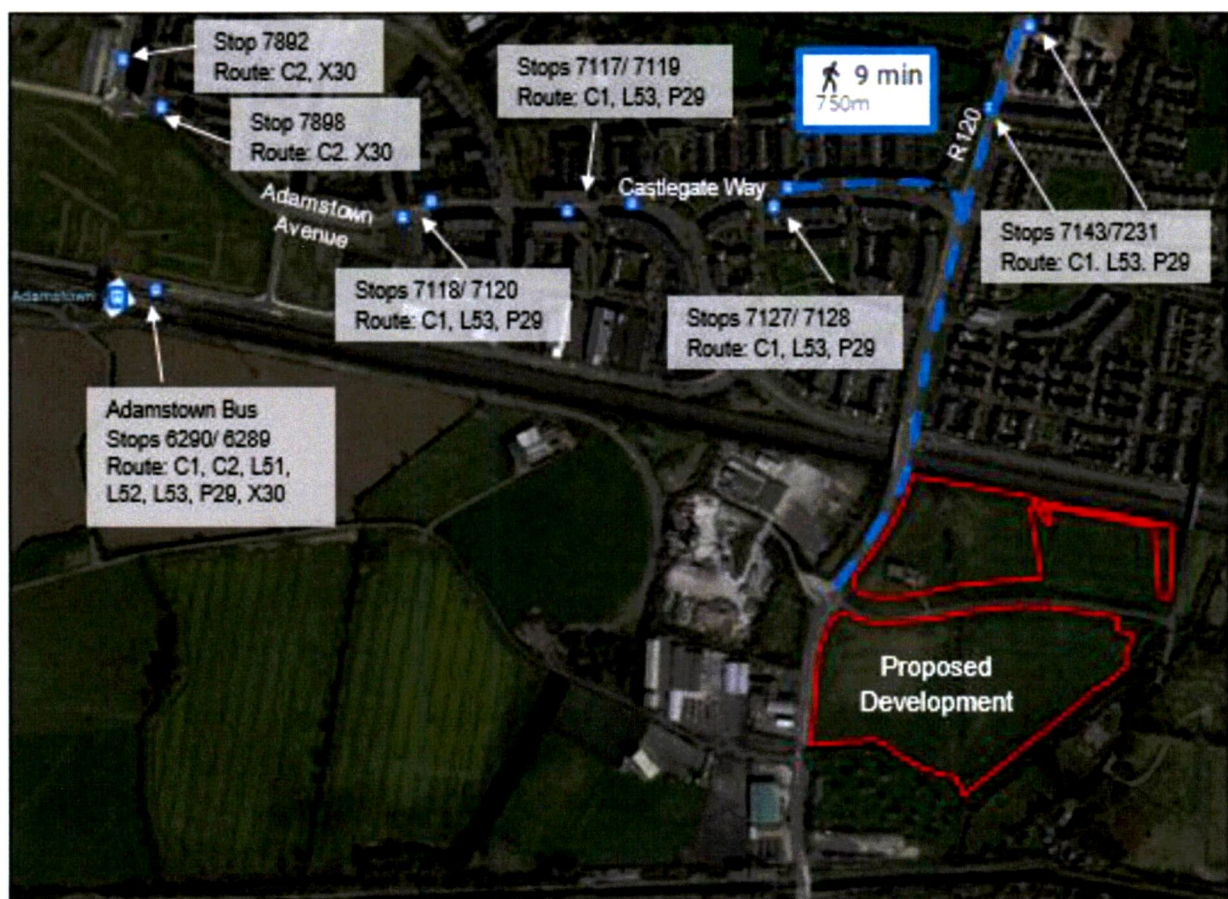 Stop 7892
Route: C2, X30
Stop 7898
Route: C2. X30
Stops 7117/ 7119
Route: C1, L53, P29
9 min
750m
R120
Castlegate Way
Adamstown
Avenue
Stops 7143/7231
Route: C1. L53. P29
Adamstown
Stops 7118/ 7120
Route: C1, L53, P29
Stops 7127/ 7128
Route: C1, L53, P29
Adamstown Bus
Stops 6290/ 6289
Route: C1, C2, L51,
L52, L53, P29, X30
Proposed
Development